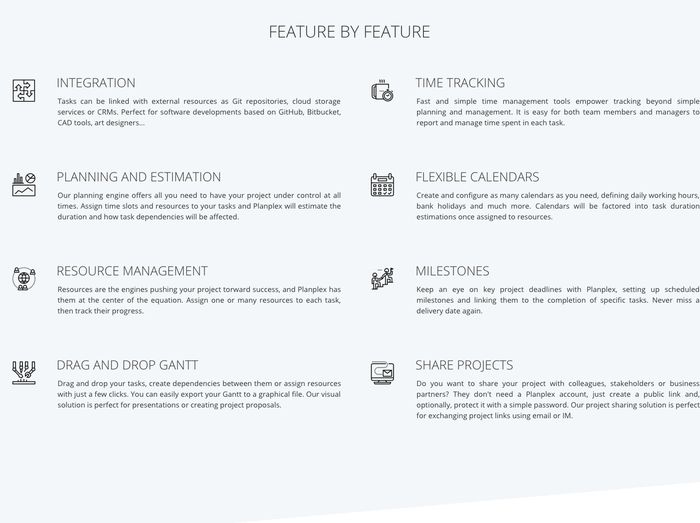 FEATURE BY FEATURE
INTEGRATION
Tasks can be linked with external resources as Git repositories, cloud storage
services or CRMs. Perfect for software developments based on GitHub, Bitbucket,
CAD tools, art designers...
TIME TRACKING
Fast and simple time management tools empower tracking beyond simple
planning and management. It is easy for both team members and managers to
report and manage time spent in each task.
PLANNING AND ESTIMATION
Our planning engine offers all you need to have your project under control at all
times. Assign time slots and resources to your tasks and Planplex will estimate the
duration and how task dependencies will be affected.
FLEXIBLE CALENDARS
Create and configure as many calendars as you need, defining daily working hours,
bank holidays and much more. Calendars will be factored into task duration
estimations once assigned to resources.
RESOURCE MANAGEMENT
Resources are the engines pushing your project forward success, and Planplex has
them at the center of the equation. Assign one or many resources to each task,
then track their progress.
MILESTONES
Keep an eye on key project deadlines with Planplex, setting up scheduled
milestones and linking them to the completion of specific tasks. Never miss a
delivery date again.
DRAG AND DROP GANTT
Drag and drop your tasks, create dependencies between them or assign resources
with just a few clicks. You can easily export your Gantt to a graphical file. Our visual
solution is perfect for presentations or creating project proposals.
SHARE PROJECTS
Do you want to share your project with colleagues, stakeholders or business
partners? They don't need a Planplex account, just create a public link and,
optionally, protect it with a simple password. Our project sharing solution is perfect
for exchanging project links using email or IM.